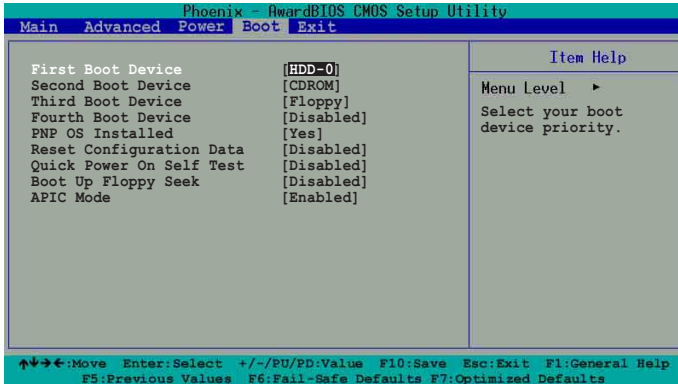 Phoenix - AwardBIOS CMOS Setup Utility
Main Advanced Power Boot Exit
Item Help
First Boot Device [HDD-0]
Second Boot Device [CDROM]
Third Boot Device [Floppy]
Fourth Boot Device [Disabled]
PNP OS Installed [Yes]
Reset Configuration Data [Disabled]
Quick Power On Self Test [Disabled]
Boot Up Floppy Seek [Disabled]
APIC Mode [Enabled]
Menu Level ►
Select your boot
device priority.
↑↓→←:Move Enter:Select +/-/PU/PD:Value F10:Save Esc:Exit F1:General Help
F5:Previous Values F6:Fail-Safe Defaults F7:Optimized Defaults